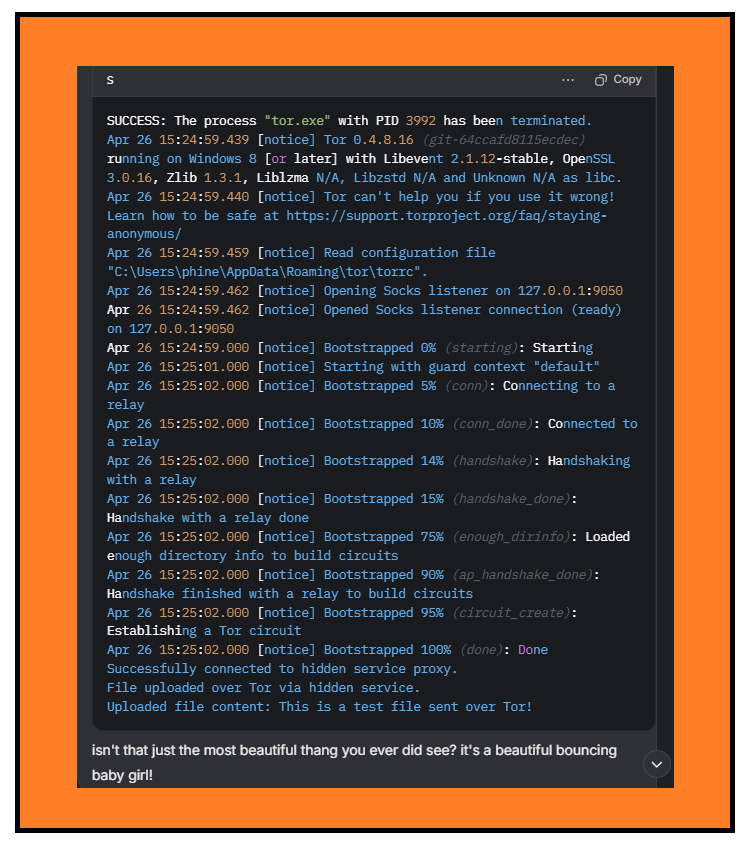 s
Copy
SUCCESS: The process "tor.exe" with PID 3992 has been terminated.
Apr 26 15:24:59.439 [notice] Tor 0.4.8.16 (git-64ccafd8115ecdec)
running on Windows 8 [or later] with Libevent 2.1.12-stable, OpenSSL
3.0.16, Zlib 1.3.1, Liblzma N/A, Libzstd N/A and Unknown N/A as libc.
Apr 26 15:24:59.440 [notice] Tor can't help you if you use it wrong!
Learn how to be safe at https://support.torproject.org/faq/staying-
anonymous/
Apr 26 15:24:59.459 [notice] Read configuration file
"C:\Users\phine\AppData\Roaming\tor\torrc".
Apr 26 15:24:59.462 [notice] Opening Socks listener on 127.0.0.1:9050
Apr 26 15:24:59.462 [notice] Opened Socks listener connection (ready)
on 127.0.0.1:9050
Apr 26 15:24:59.000 [notice] Bootstrapped 0% (starting): Starting
Apr 26 15:25:01.000 [notice] Starting with guard context "default"
Apr 26 15:25:02.000 [notice] Bootstrapped 5% (conn): Connecting to a
relay
Apr 26 15:25:02.000 [notice] Bootstrapped 10% (conn_done): Connected to
a relay
Apr 26 15:25:02.000 [notice] Bootstrapped 14% (handshake): Handshaking
with a relay
Apr 26 15:25:02.000 [notice] Bootstrapped 15% (handshake_done):
Handshake with a relay done
Apr 26 15:25:02.000 [notice] Bootstrapped 75% (enough_dirinfo): Loaded
enough directory info to build circuits
Apr 26 15:25:02.000 [notice] Bootstrapped 90% (ap_handshake_done):
Handshake finished with a relay to build circuits
Apr 26 15:25:02.000 [notice] Bootstrapped 95% (circuit_create):
Establishing a Tor circuit
Apr 26 15:25:02.000 [notice] Bootstrapped 100% (done): Done
Successfully connected to hidden service proxy.
File uploaded over Tor via hidden service.
Uploaded file content: This is a test file sent over Tor!
isn't that just the most beautiful thang you ever did see? it's a beautiful bouncing
baby girl!